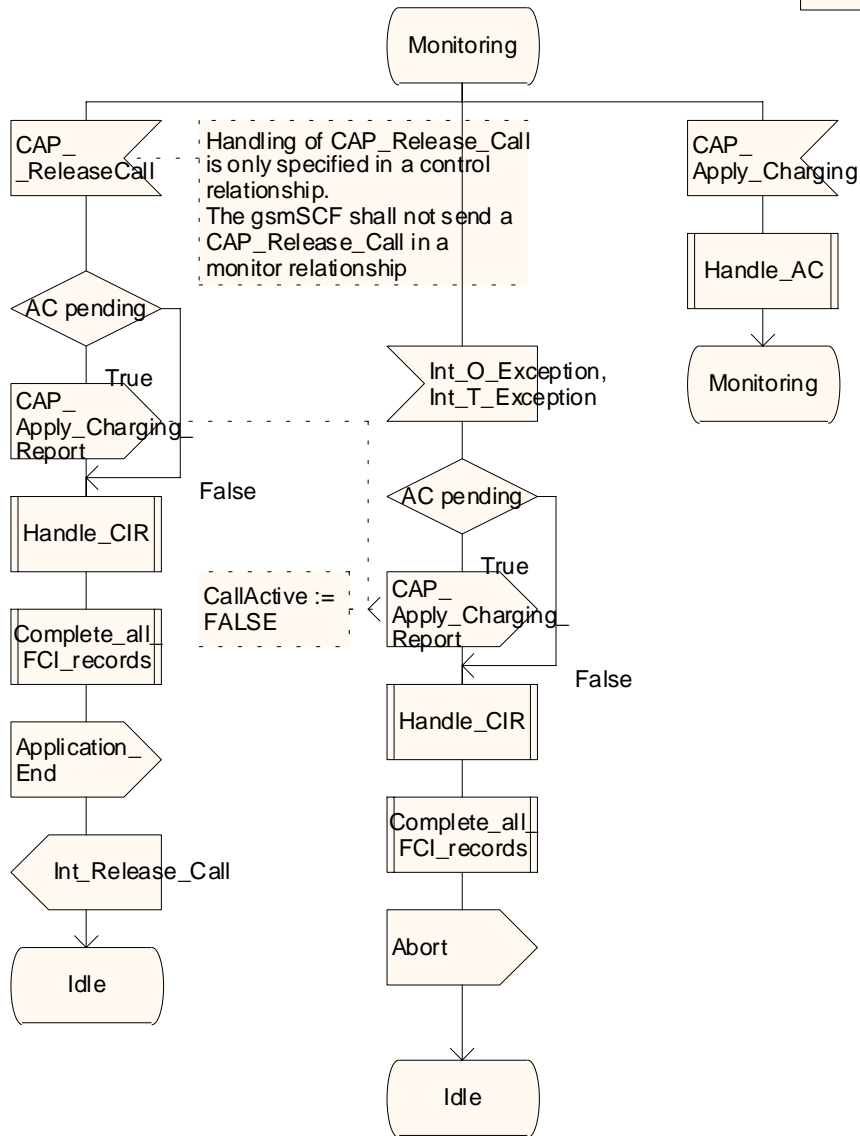 Monitoring
CAP_
_ReleaseCall
Handling of CAP_Release_Call
is only specified in a control
relationship.
The gsmSCF shall not send a
CAP_Release_Call in a
monitor relationship
CAP_
Apply_Charging
Handle_AC
Monitoring
AC pending
True
CAP_
Apply_Charging_
Report
False
Handle_CIR
Complete_all_
FCI_records
Application_
End
Int_Release_Call
Idle
Int_O_Exception,
Int_T_Exception
AC pending
True
CAP_
Apply_Charging_
Report
CallActive :=
FALSE
False
Handle_CIR
Complete_all_
FCI_records
Abort
Idle